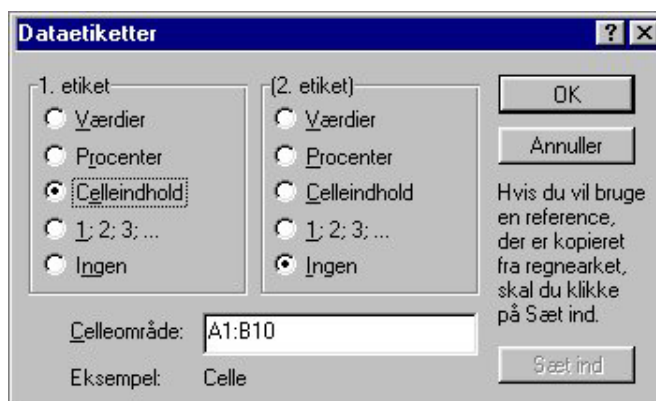 Dataetiketter
1. etiket
Værdier
Procenter
Celleindhold
1; 2; 3; ...
Ingen
(2. etiket)
Værdier
Procenter
Celleindhold
1; 2; 3; ...
Ingen
OK
Annuller
Hvis du vil bruge
en reference,
der er kopieret
fra regnearket,
skal du klikke
på Sæt ind.
Sæt ind
Celleområde: A1:B10
Eksempel: Celle